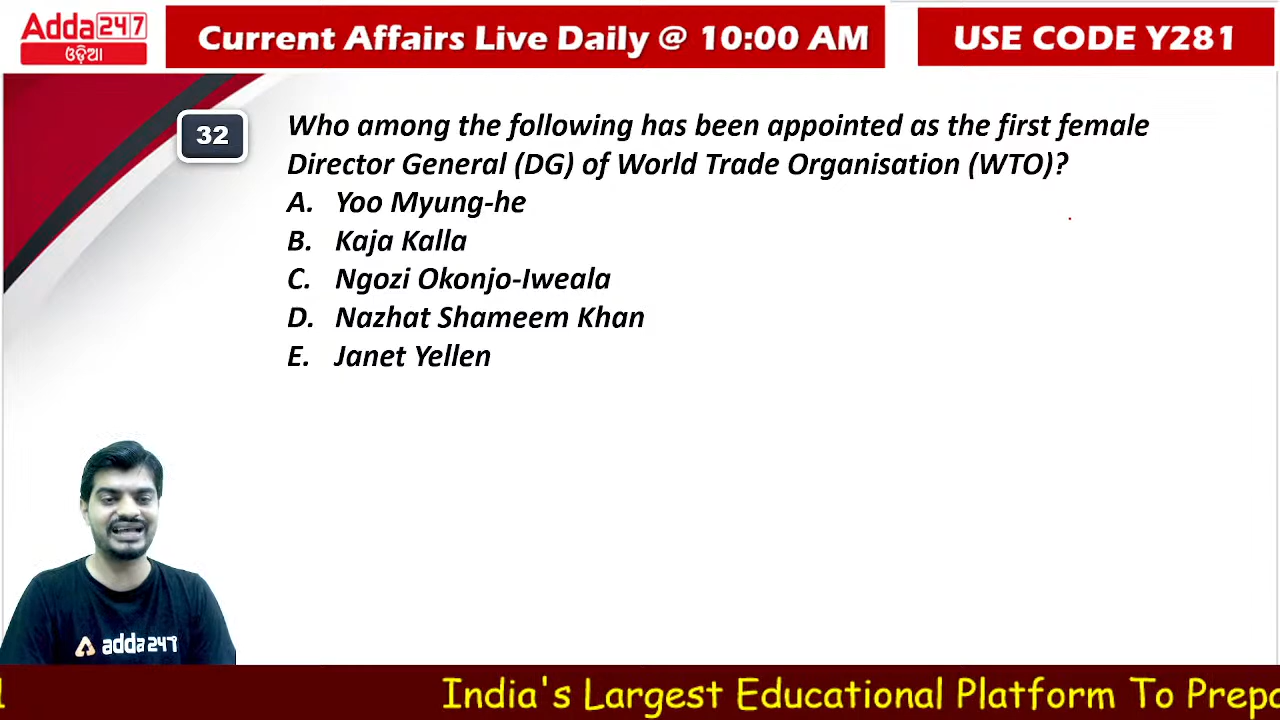 Adda247
ଓଡ଼ିଆ
Current Affairs Live Daily @ 10:00 AM
USE CODE Y281
32
Who among the following has been appointed as the first female
Director General (DG) of World Trade Organisation (WTO)?
A. Yoo Myung-he
B. Kaja Kalla
C. Ngozi Okonjo-Iweala
D. Nazhat Shameem Khan
E. Janet Yellen
adda247
1 India's Largest Educational Platform To Prepa